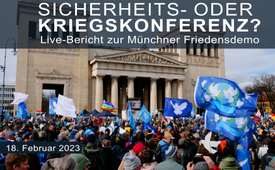 SICHERHEITS- ODER
KRIEGSKONFERENZ?
Live-Bericht zur Münchner Friedensdemo
18. Februar 2023